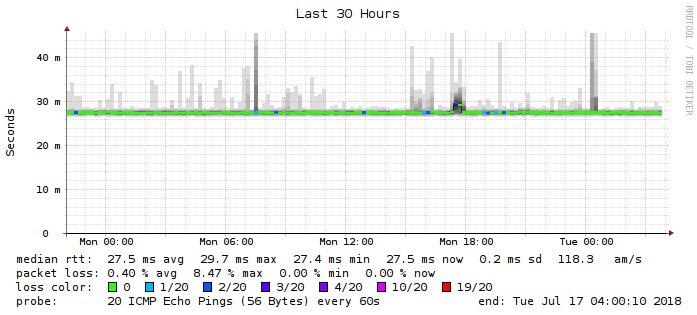 Last 30 Hours
RRDTOOL / TOBI OETIKER
Seconds
40 m
30 m
20 m
10 m
0
Mon 00:00 Mon 06:00 Mon 12:00 Mon 18:00 Tue 00:00
median rtt: 27.5 ms avg 29.7 ms max 27.4 ms min 27.5 ms now 0.2 ms sd 118.3 am/s
packet loss: 0.40 % avg 8.47 % max 0.00 % min 0.00 % now
loss color: 0 1/20 2/20 3/20 4/20 10/20 19/20
probe: 20 ICMP Echo Pings (56 Bytes) every 60s end: Tue Jul 17 04:00:10 2018